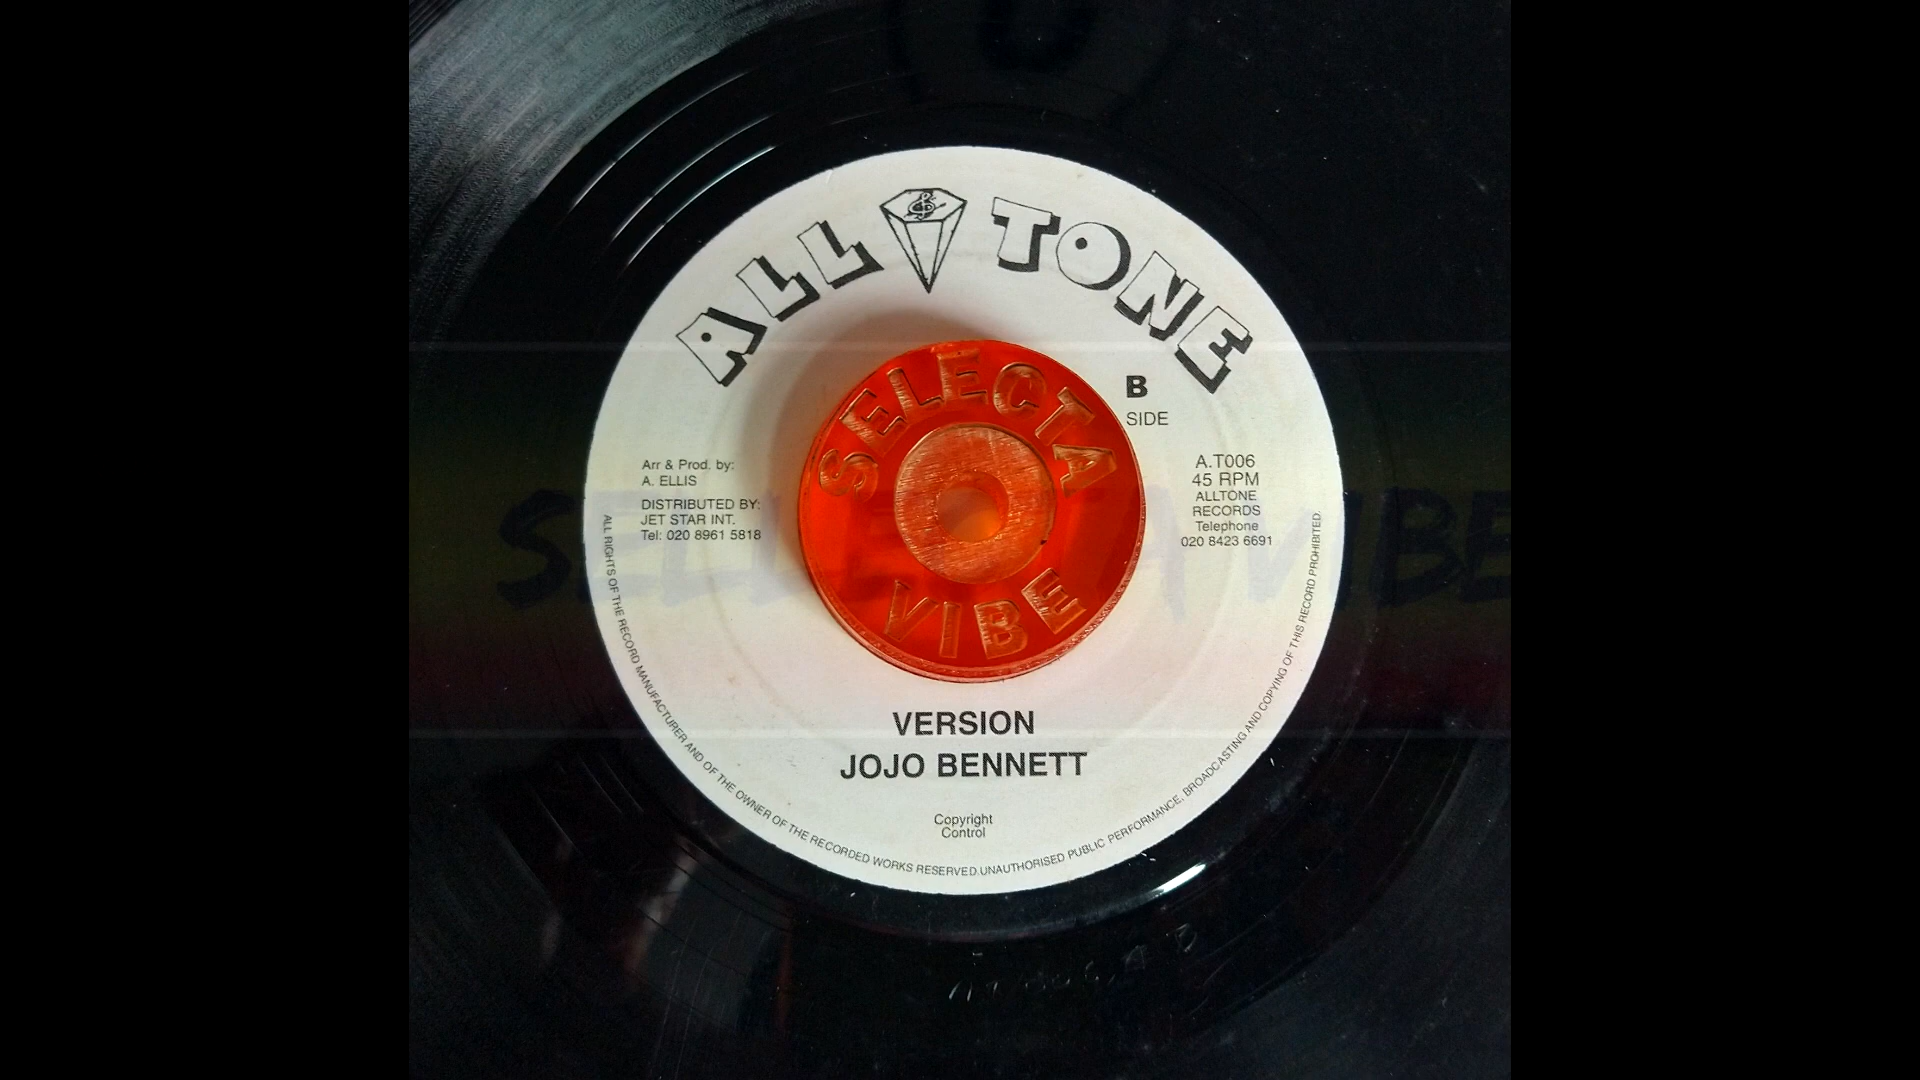 ALL TONE
SELECTA
VIBE
B
SIDE
Arr & Prod. by:
A. ELLIS
DISTRIBUTED BY:
JET STAR INT.
Tel: 020 8961 5818
A.T006
45 RPM
ALLTONE
RECORDS
Telephone
020 8423 6691
SELECTA VIBE
VERSION
JOJO BENNETT
Copyright
Control
ALL RIGHTS OF THE RECORD MANUFACTURER AND OF THE OWNER OF THE RECORDED WORKS RESERVED.UNAUTHORISED PUBLIC PERFORMANCE, BROADCASTING AND COPYING OF THIS RECORD PROHIBITED.